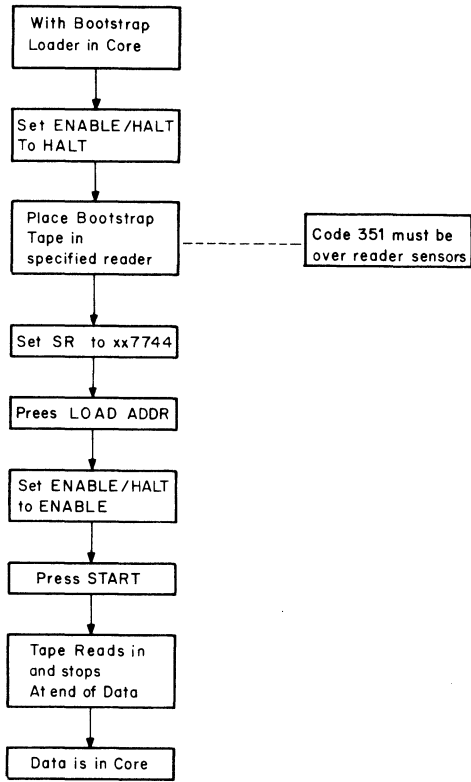 With Bootstrap
Loader in Core
Set ENABLE/HALT
To HALT
Place Bootstrap
Tape in
specified reader
Code 351 must be
over reader sensors
Set SR to xx7744
Prees LOAD ADDR
Set ENABLE/HALT
to ENABLE
Press START
Tape Reads in
and stops
At end of Data
Data is in Core